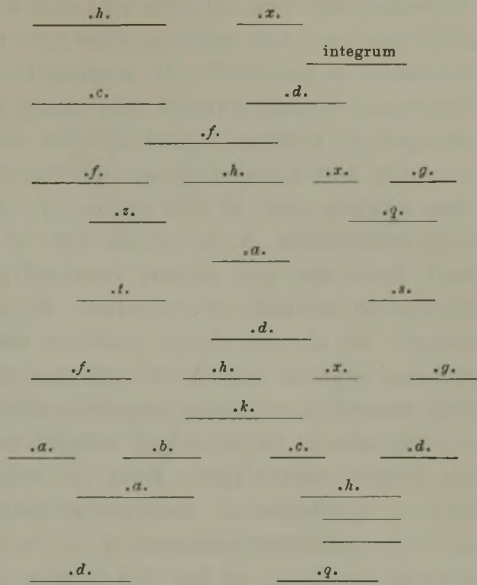 .h. .x.
integrum
.c. .d.
.f.
.f. .h. .x. .g.
.z. .q.
.a.
.t. .s.
.d.
.f. .h. .x. .g.
.k.
.a. .b. .c. .d.
.a. .h.
.d. .q.